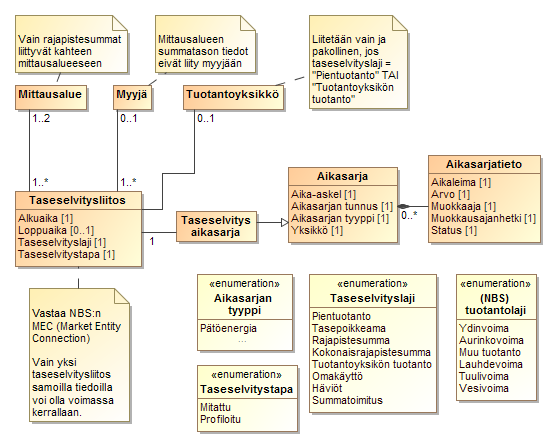 Vain rajapistesummat
liittyvät kahteen
mittausalueeseen
Mittausalueen
summatason tiedot
eivät liity myyjään
Liitetään vain ja
pakollinen, jos
taseselvityslaji =
"Pientuotanto" TAI
"Tuotantoyksikön
tuotanto"
Mittausalue
Myyjä
Tuotantoyksikkö
1..2
0..1
0..1
1..*
1..*
Taseselvitysliitos
Alkuaika [1]
Loppuaika [0..1]
Taseselvityslaji [1]
Taseselvitystapa [1]
1
Taseselvitys
aikasarja
Aikasarja
Aika-askel [1]
Aikasarjan tunnus [1]
Aikasarjan tyyppi [1]
Yksikkö [1]
0..*
Aikasarjatieto
Aikaleima [1]
Arvo [1]
Muokkaaja [1]
Muokkausajanhetki [1]
Status [1]
Vastaa NBS:n
MEC (Market Entity
Connection)
Vain yksi
taseselvitysliitos
samoilla tiedoilla
voi olla voimassa
kerrallaan.
«enumeration»
Aikasarjan
tyyppi
Pätöenergia
...
«enumeration»
Taseselvitystapa
Mitattu
Profiloitu
«enumeration»
Taseselvityslaji
Pientuotanto
Tasepoikkeama
Rajapistesumma
Kokonaisrajapistesumma
Tuotantoyksikön tuotanto
Omakäyttö
Häviöt
Summatoimitus
«enumeration»
(NBS)
tuotantolaji
Ydinvoima
Aurinkovoima
Muu tuotanto
Lauhdevoima
Tuulivoima
Vesivoima